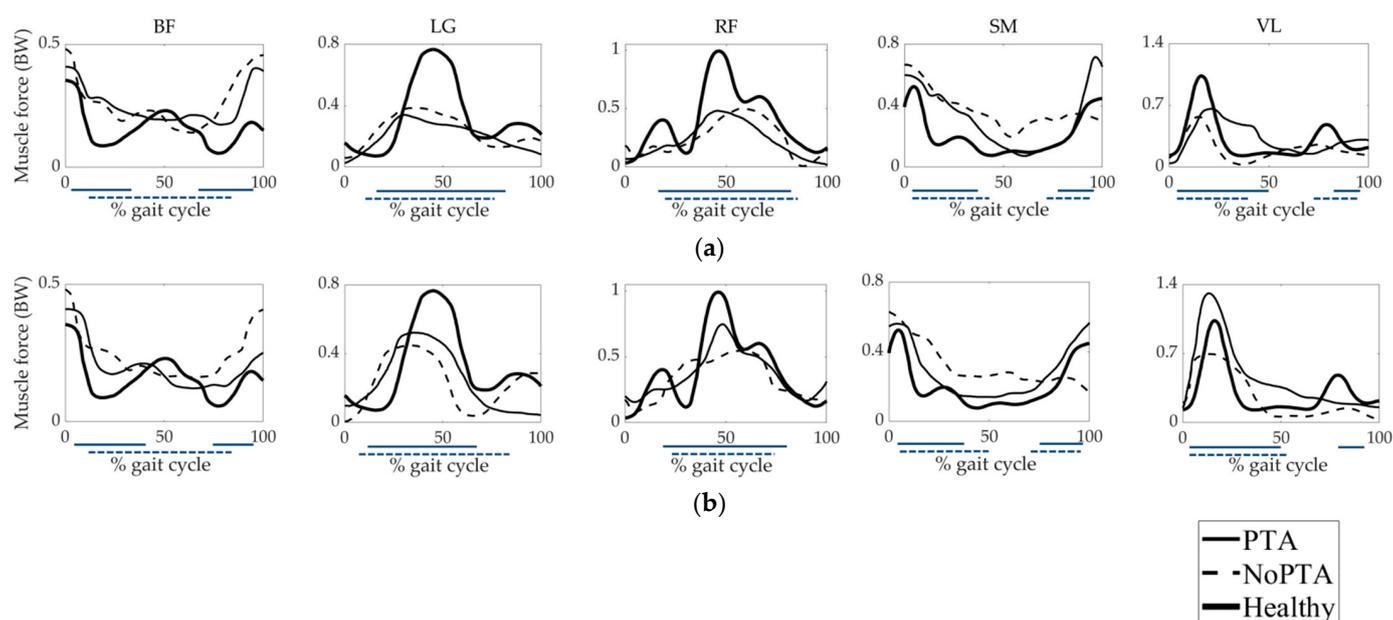 BF LG RF SM VL
Muscle force (BW)
0.5 0.8 1 0.8 1.4
0.4 0.5 0.4 0.7
0 0 0 0 0
0 50 100 0 50 100 0 50 100 0 50 100 0 50 100
% gait cycle % gait cycle % gait cycle % gait cycle % gait cycle
(a)
Muscle force (BW)
0.5 0.8 1 0.8 1.4
0.4 0.5 0.4 0.7
0 0 0 0 0
0 50 100 0 50 100 0 50 100 0 50 100 0 50 100
% gait cycle % gait cycle % gait cycle % gait cycle % gait cycle
(b)
PTA
NoPTA
Healthy